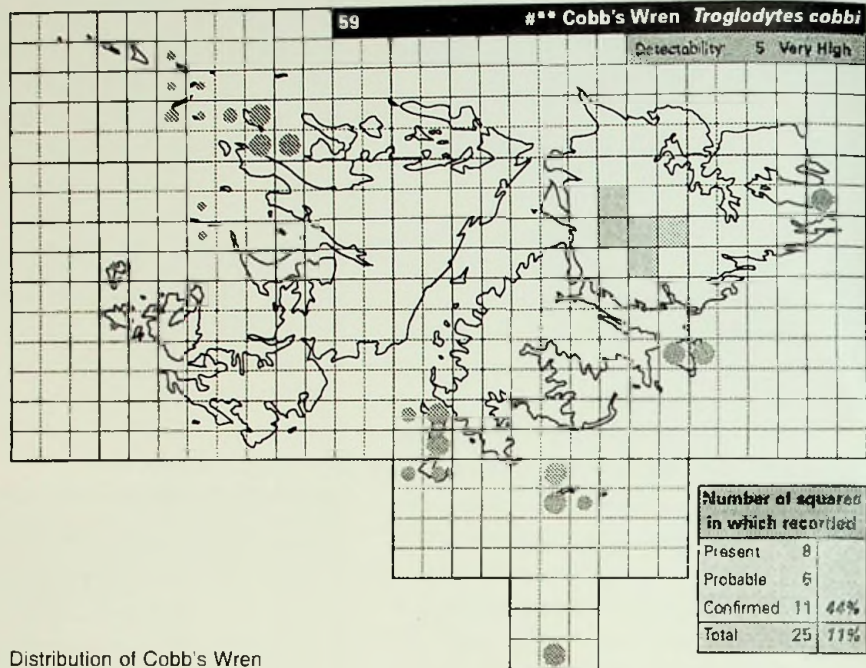 59 #** Cobb's Wren Troglodytes cobbi
Detectability 5 Very High
Number of squares
in which recorded
Present 8
Probable 6
Confirmed 11 44%
Total 25 11%
Distribution of Cobb's Wren